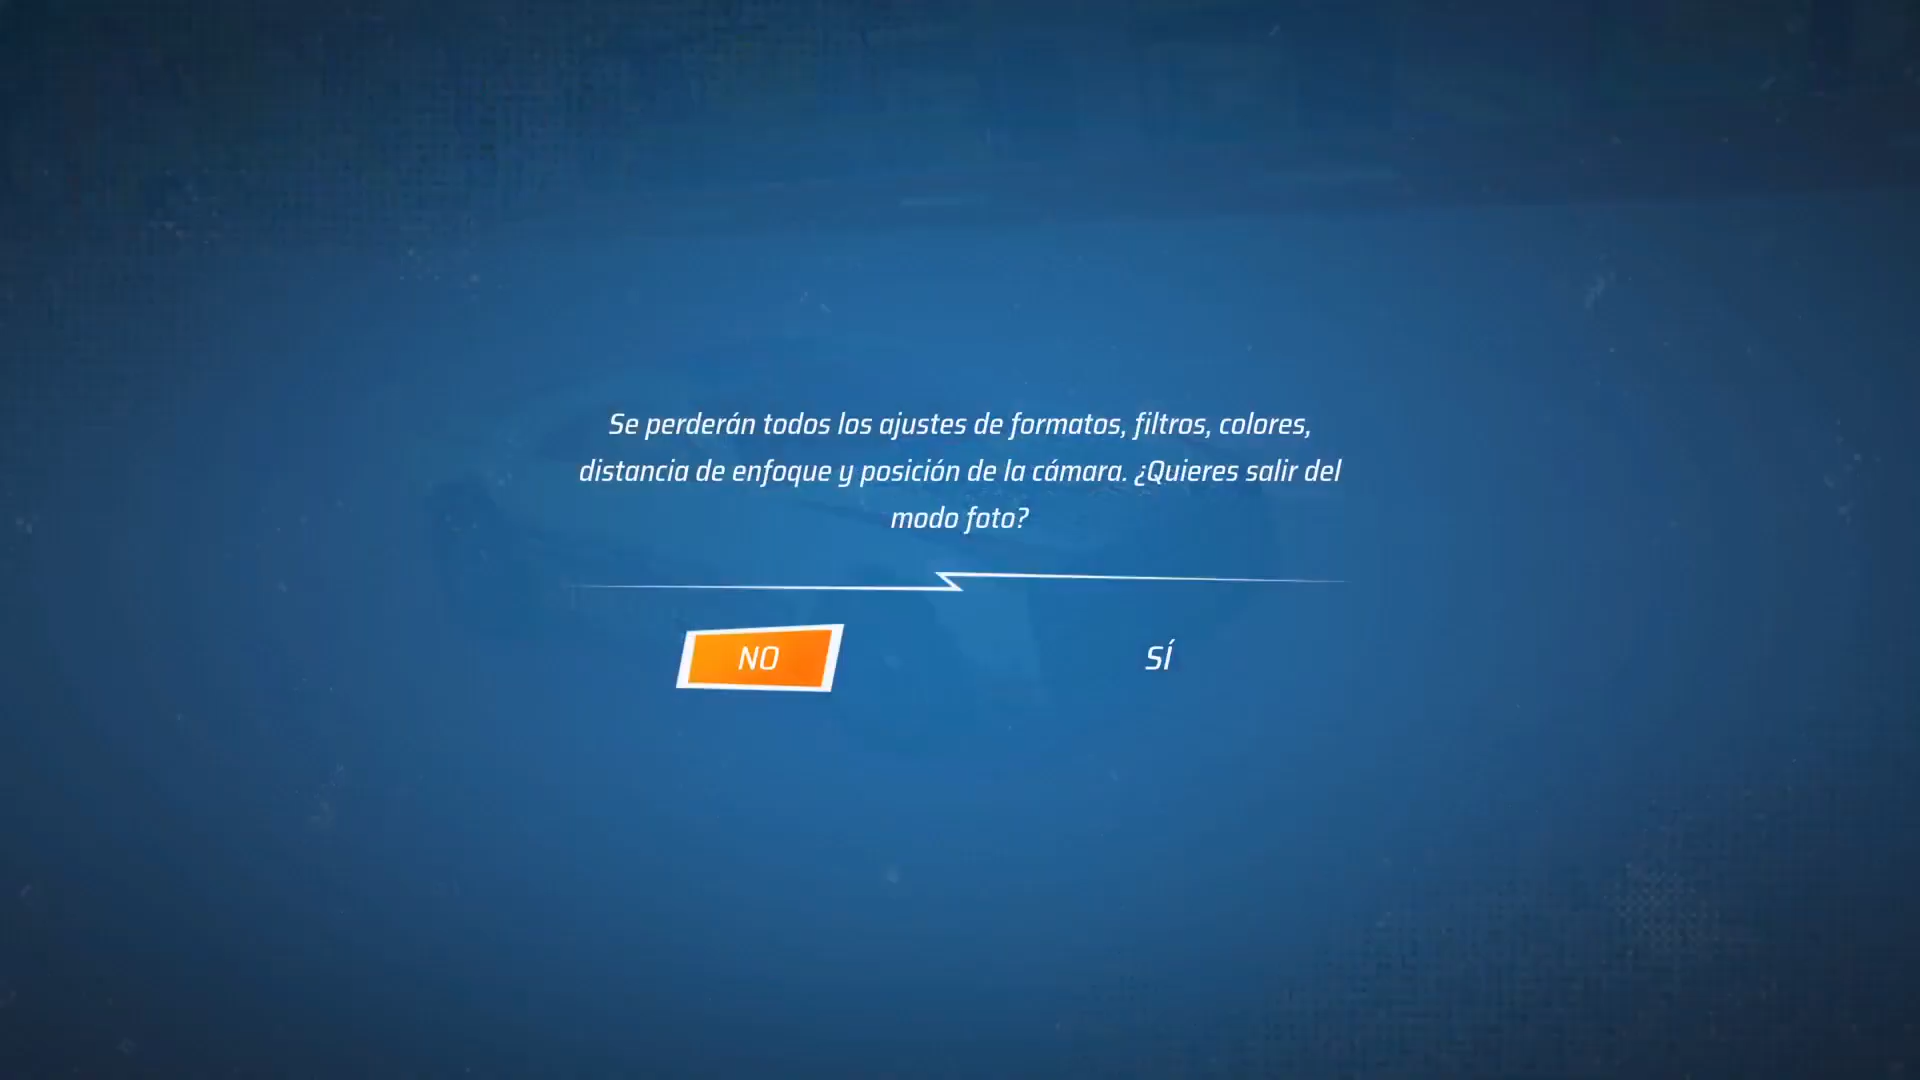 Se perderán todos los ajustes de formatos, filtros, colores,
distancia de enfoque y posición de la cámara. ¿Quieres salir del
modo foto?
NO
SÍ